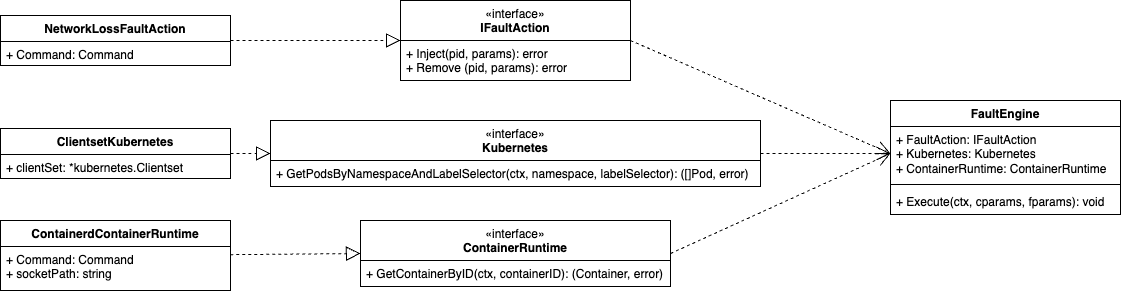 NetworkLossFaultAction
+ Command: Command
«interface»
IFaultAction
+ Inject(pid, params): error
+ Remove (pid, params): error
ClientsetKubernetes
+ clientSet: *kubernetes.Clientset
«interface»
Kubernetes
+ GetPodsByNamespaceAndLabelSelector(ctx, namespace, labelSelector): ([]Pod, error)
ContainerdContainerRuntime
+ Command: Command
+ socketPath: string
«interface»
ContainerRuntime
+ GetContainerByID(ctx, containerID): (Container, error)
FaultEngine
+ FaultAction: IFaultAction
+ Kubernetes: Kubernetes
+ ContainerRuntime: ContainerRuntime
+ Execute(ctx, cparams, fparams): void